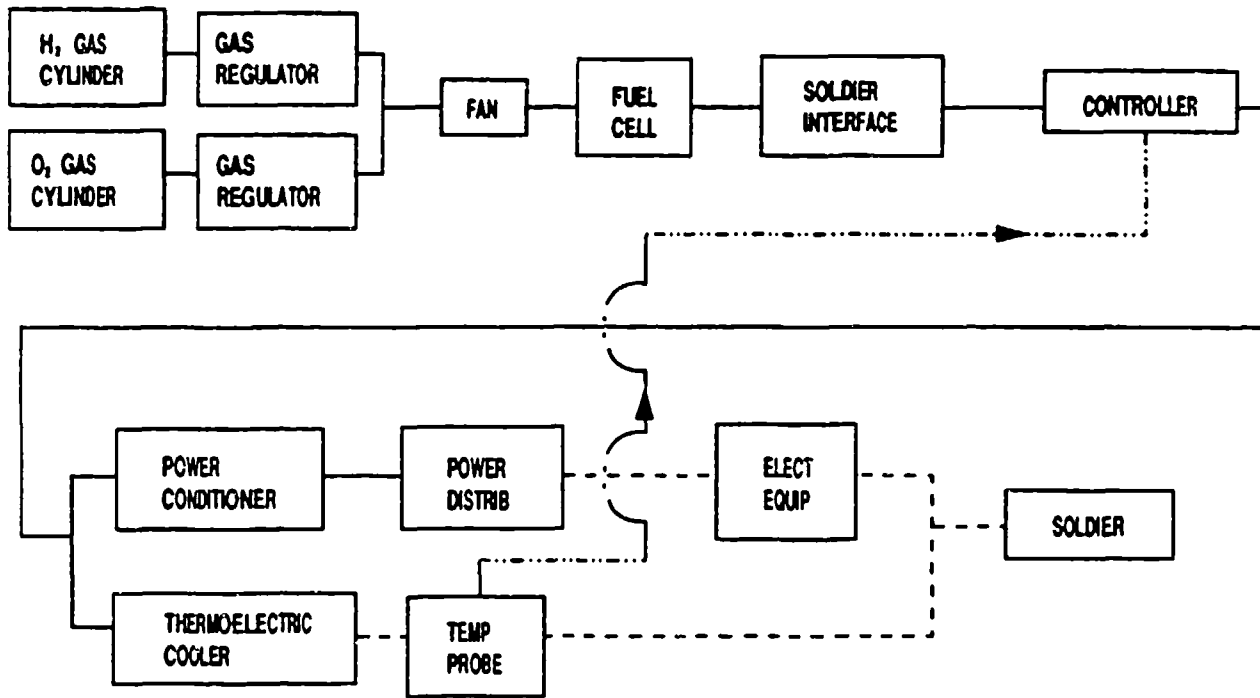 H₂ GAS
CYLINDER
GAS
REGULATOR
FAN
FUEL
CELL
SOLDIER
INTERFACE
CONTROLLER
O₂ GAS
CYLINDER
GAS
REGULATOR
POWER
CONDITIONER
POWER
DISTRIB
ELECT
EQUIP
SOLDIER
THERMOELECTRIC
COOLER
TEMP
PROBE